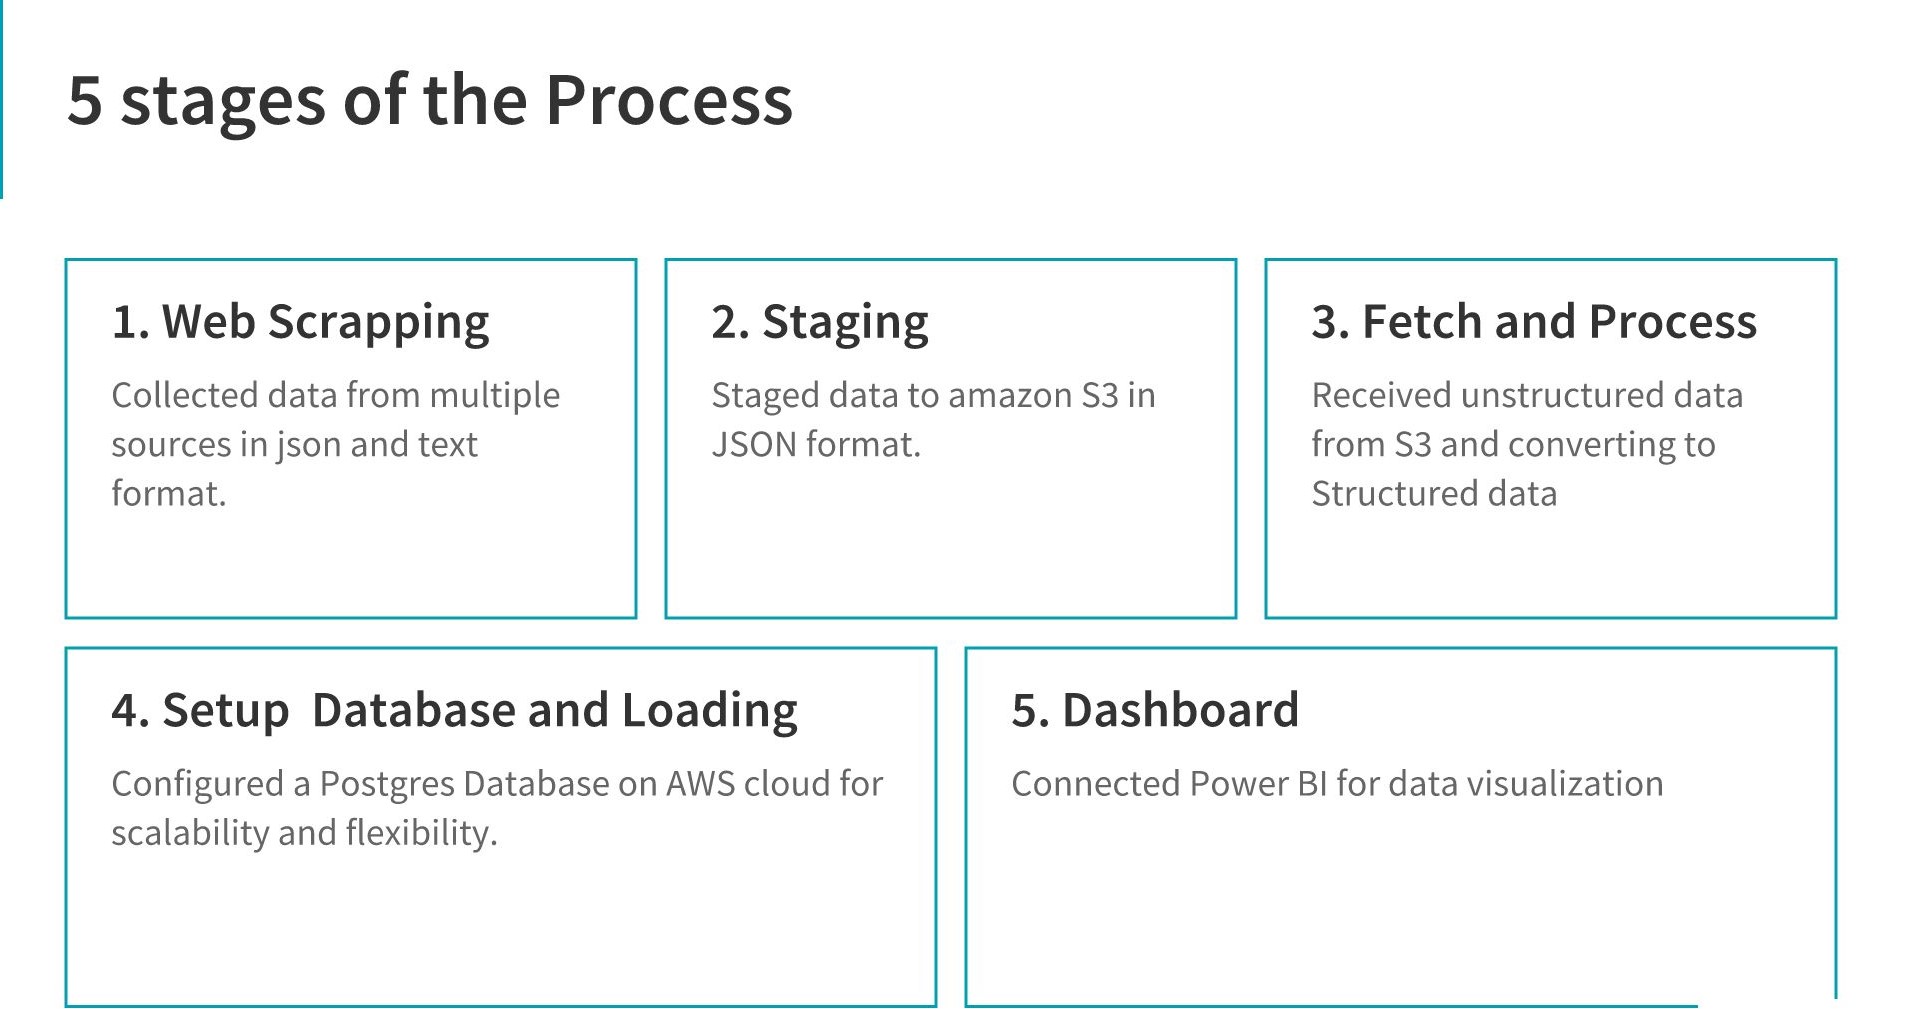 5 stages of the Process
1. Web Scrapping
Collected data from multiple
sources in json and text
format.
2. Staging
Staged data to amazon S3 in
JSON format.
3. Fetch and Process
Received unstructured data
from S3 and converting to
Structured data
4. Setup  Database and Loading
Configured a Postgres Database on AWS cloud for
scalability and flexibility.
5. Dashboard
Connected Power BI for data visualization